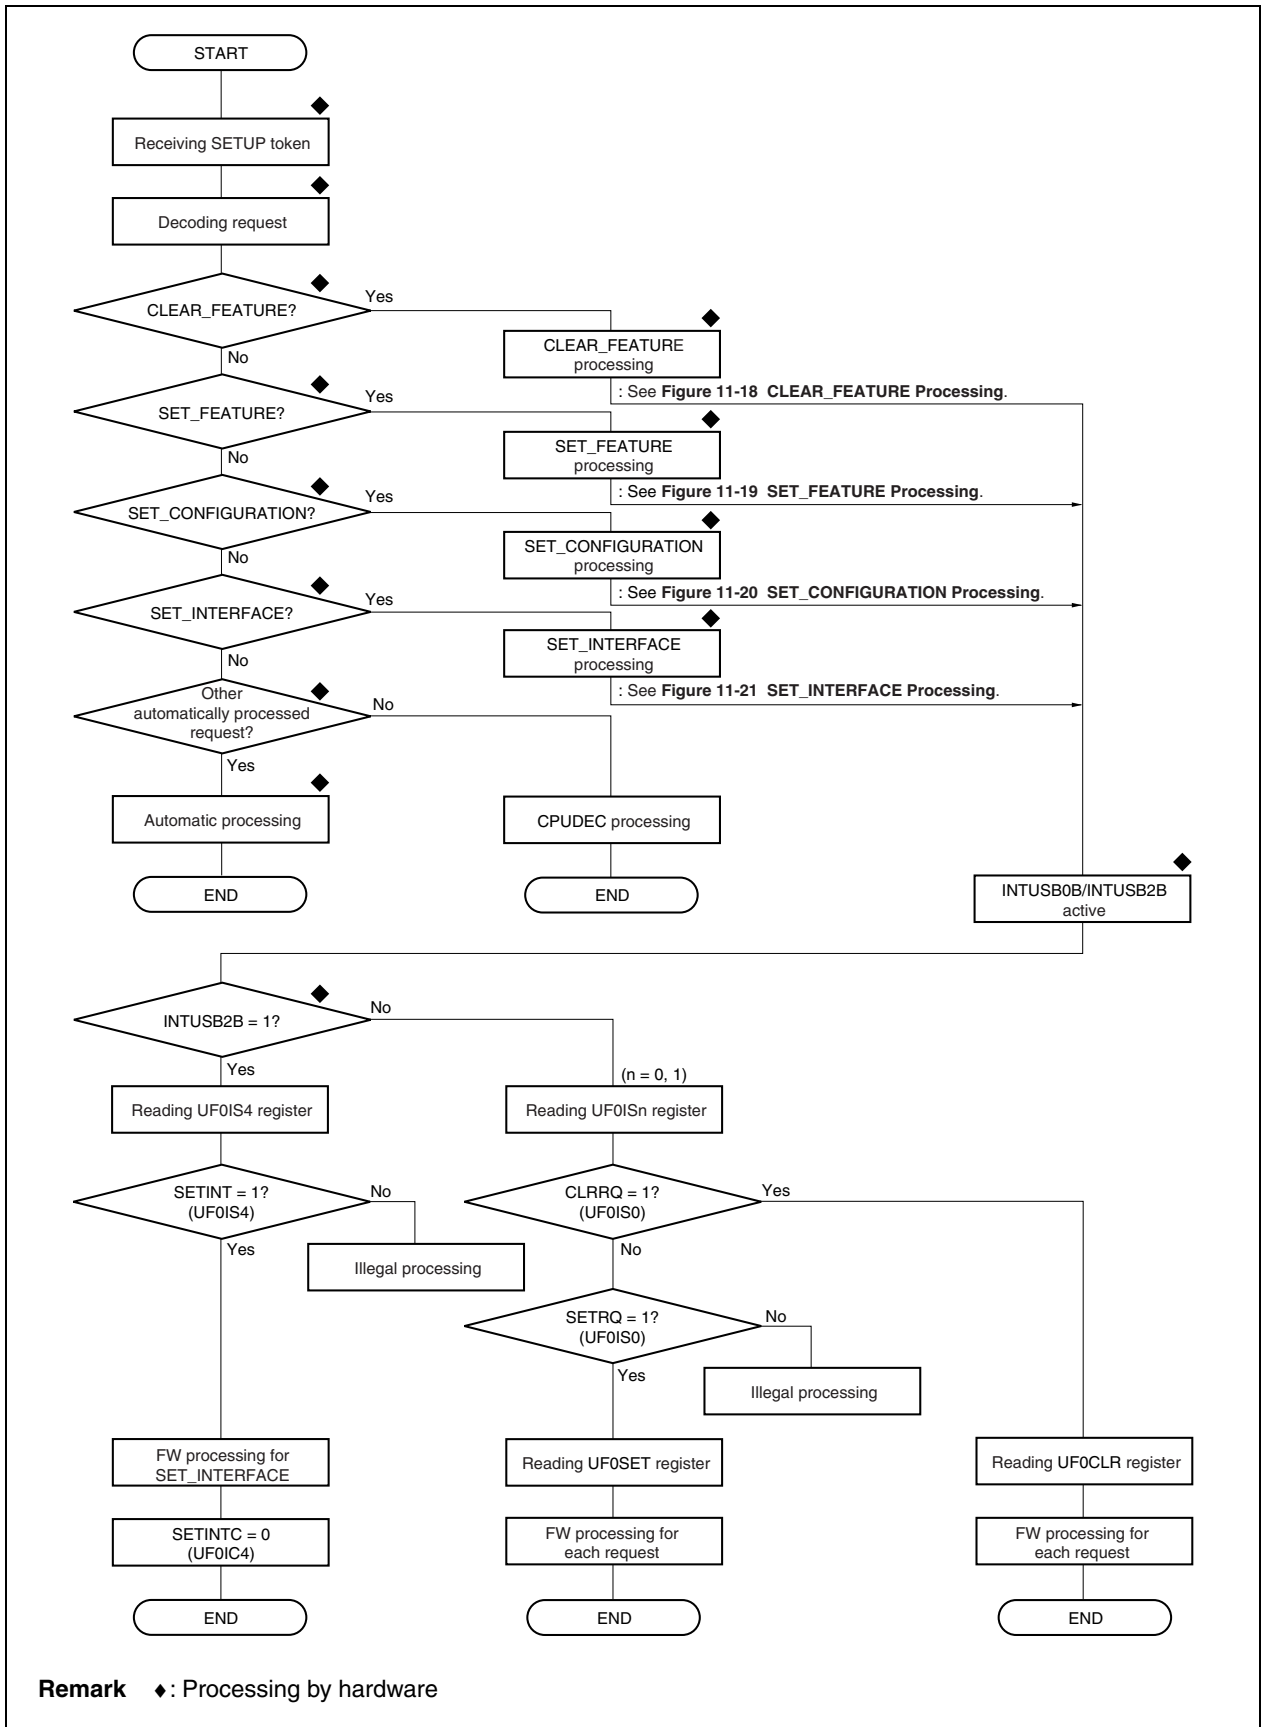 START
Receiving SETUP token
Decoding request
CLEAR_FEATURE?
Yes
No
CLEAR_FEATURE
processing
: See Figure 11-18 CLEAR_FEATURE Processing.
SET_FEATURE?
Yes
No
SET_FEATURE
processing
: See Figure 11-19 SET_FEATURE Processing.
SET_CONFIGURATION?
Yes
No
SET_CONFIGURATION
processing
: See Figure 11-20 SET_CONFIGURATION Processing.
SET_INTERFACE?
Yes
No
SET_INTERFACE
processing
: See Figure 11-21 SET_INTERFACE Processing.
Other
automatically processed
request?
No
Yes
Automatic processing
CPUDEC processing
END
END
INTUSB0B/INTUSB2B
active
INTUSB2B = 1?
No
Yes
(n = 0, 1)
Reading UF0IS4 register
Reading UF0ISn register
SETINT = 1?
(UF0IS4)
No
Yes
Illegal processing
CLRRQ = 1?
(UF0IS0)
Yes
No
SETRQ = 1?
(UF0IS0)
No
Yes
Illegal processing
FW processing for
SET_INTERFACE
Reading UF0SET register
Reading UF0CLR register
SETINTC = 0
(UF0IC4)
FW processing for
each request
FW processing for
each request
END
END
END
Remark ♦: Processing by hardware